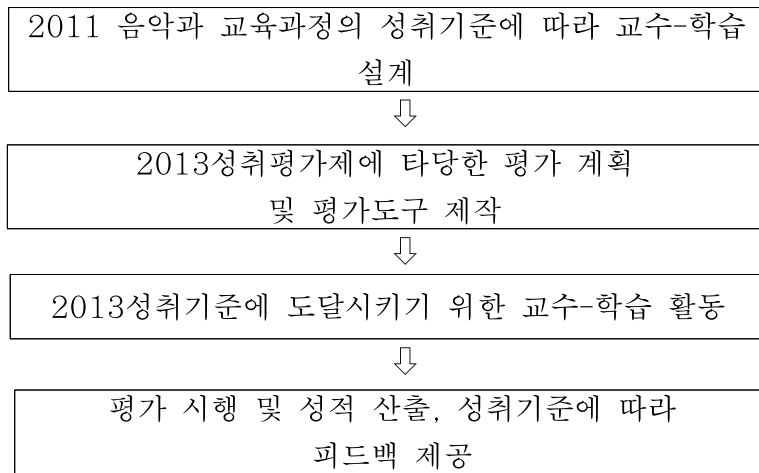 2011 음악과 교육과정의 성취기준에 따라 교수-학습
설계
2013성취평가제에 타당한 평가 계획
및 평가도구 제작
2013성취기준에 도달시키기 위한 교수-학습 활동
평가 시행 및 성적 산출, 성취기준에 따라
피드백 제공